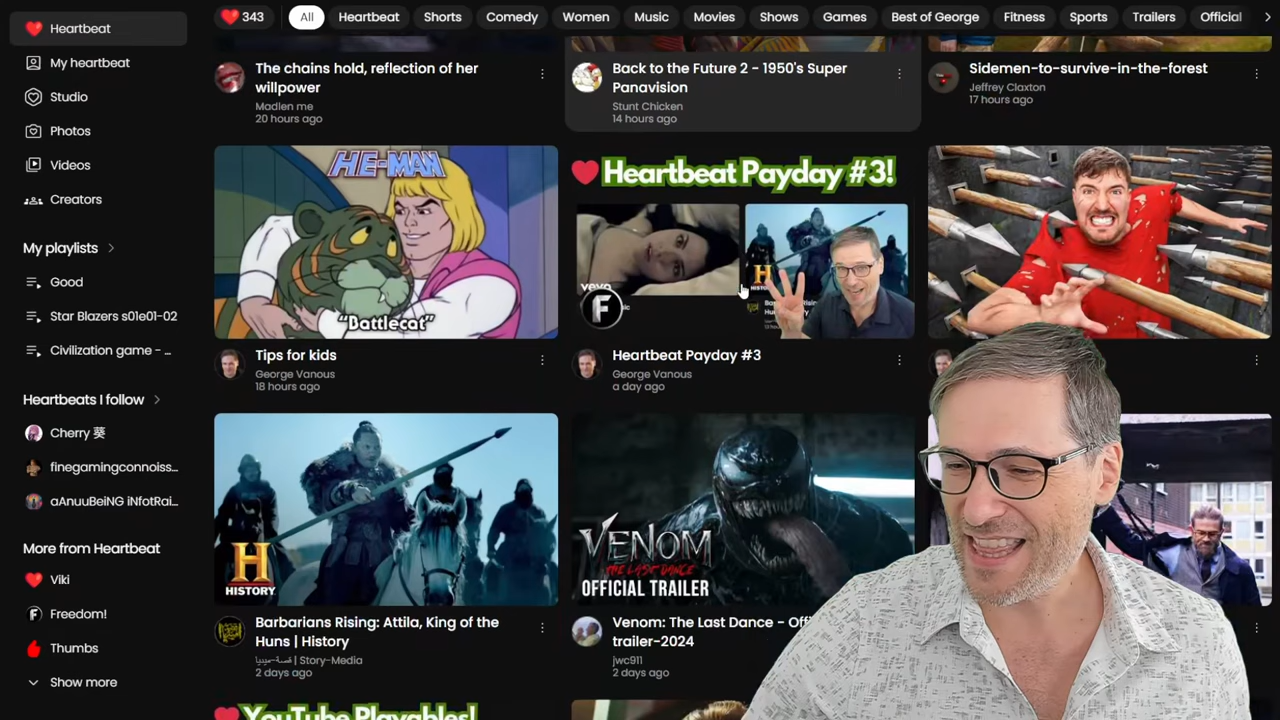 Heartbeat
My heartbeat
Studio
Photos
Videos
Creators
My playlists
Good
Star Blazers s01e01-02
Civilization game - ...
Heartbeats I follow
Cherry 葵
finegamingconnoiss...
aAnuuBeiNG iNfotRai...
More from Heartbeat
Viki
Freedom!
Thumbs
Show more
343
All
Heartbeat
Shorts
Comedy
Women
Music
Movies
Shows
Games
Best of George
Fitness
Sports
Trailers
Official
The chains hold, reflection of her
willpower
Madlen me
20 hours ago
Back to the Future 2 - 1950's Super
Panavision
Stunt Chicken
14 hours ago
Sidemen-to-survive-in-the-forest
Jeffrey Claxton
17 hours ago
HE-MAN
"Battlecat"
Tips for kids
George Vanous
18 hours ago
Heartbeat Payday #3!
vevo
F
H
Heartbeat Payday #3
George Vanous
a day ago
H
HISTORY
Barbarians Rising: Attila, King of the
Huns | History
قصة-ميديا | Story-Media
2 days ago
VENOM
THE LAST DANCE
OFFICIAL TRAILER
Venom: The Last Dance - Offi
trailer-2024
jwc911
2 days ago
YouTube Playables!